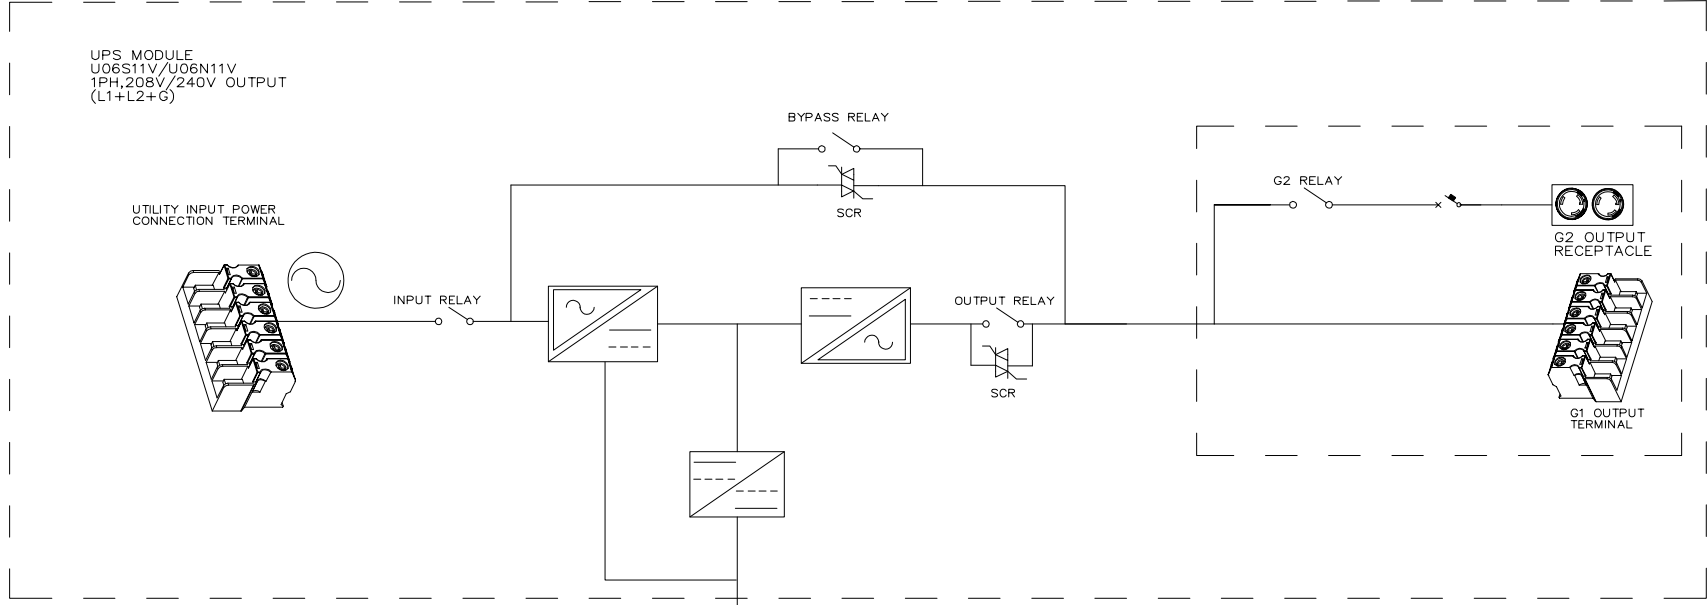 UPS MODULE
U06S11V/U06N11V
1PH,208V/240V OUTPUT
(L1+L2+G)
BYPASS RELAY
SCR
G2 RELAY
UTILITY INPUT POWER
CONNECTION TERMINAL
G2 OUTPUT
RECEPTACLE
INPUT RELAY
OUTPUT RELAY
SCR
G1 OUTPUT
TERMINAL